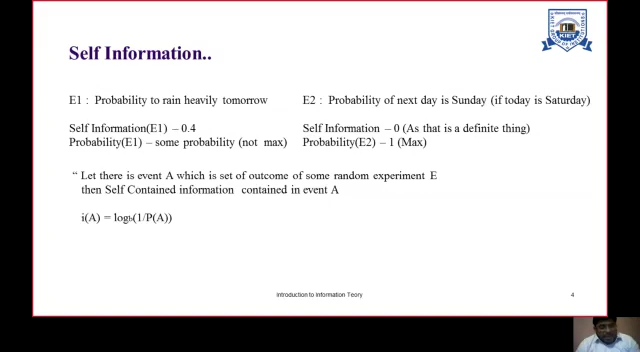 Self Information..
KIET
E1 : Probability to rain heavily tomorrow
E2 : Probability of next day is Sunday (if today is Saturday)
Self Information(E1) – 0.4
Probability(E1) – some probability (not max)
Self Information – 0 (As that is a definite thing)
Probability(E2) – 1 (Max)
“ Let there is event A which is set of outcome of some random experiment E
then Self Contained information contained in event A
i(A) = logb(1/P(A))
Introduction to Information Teory
4